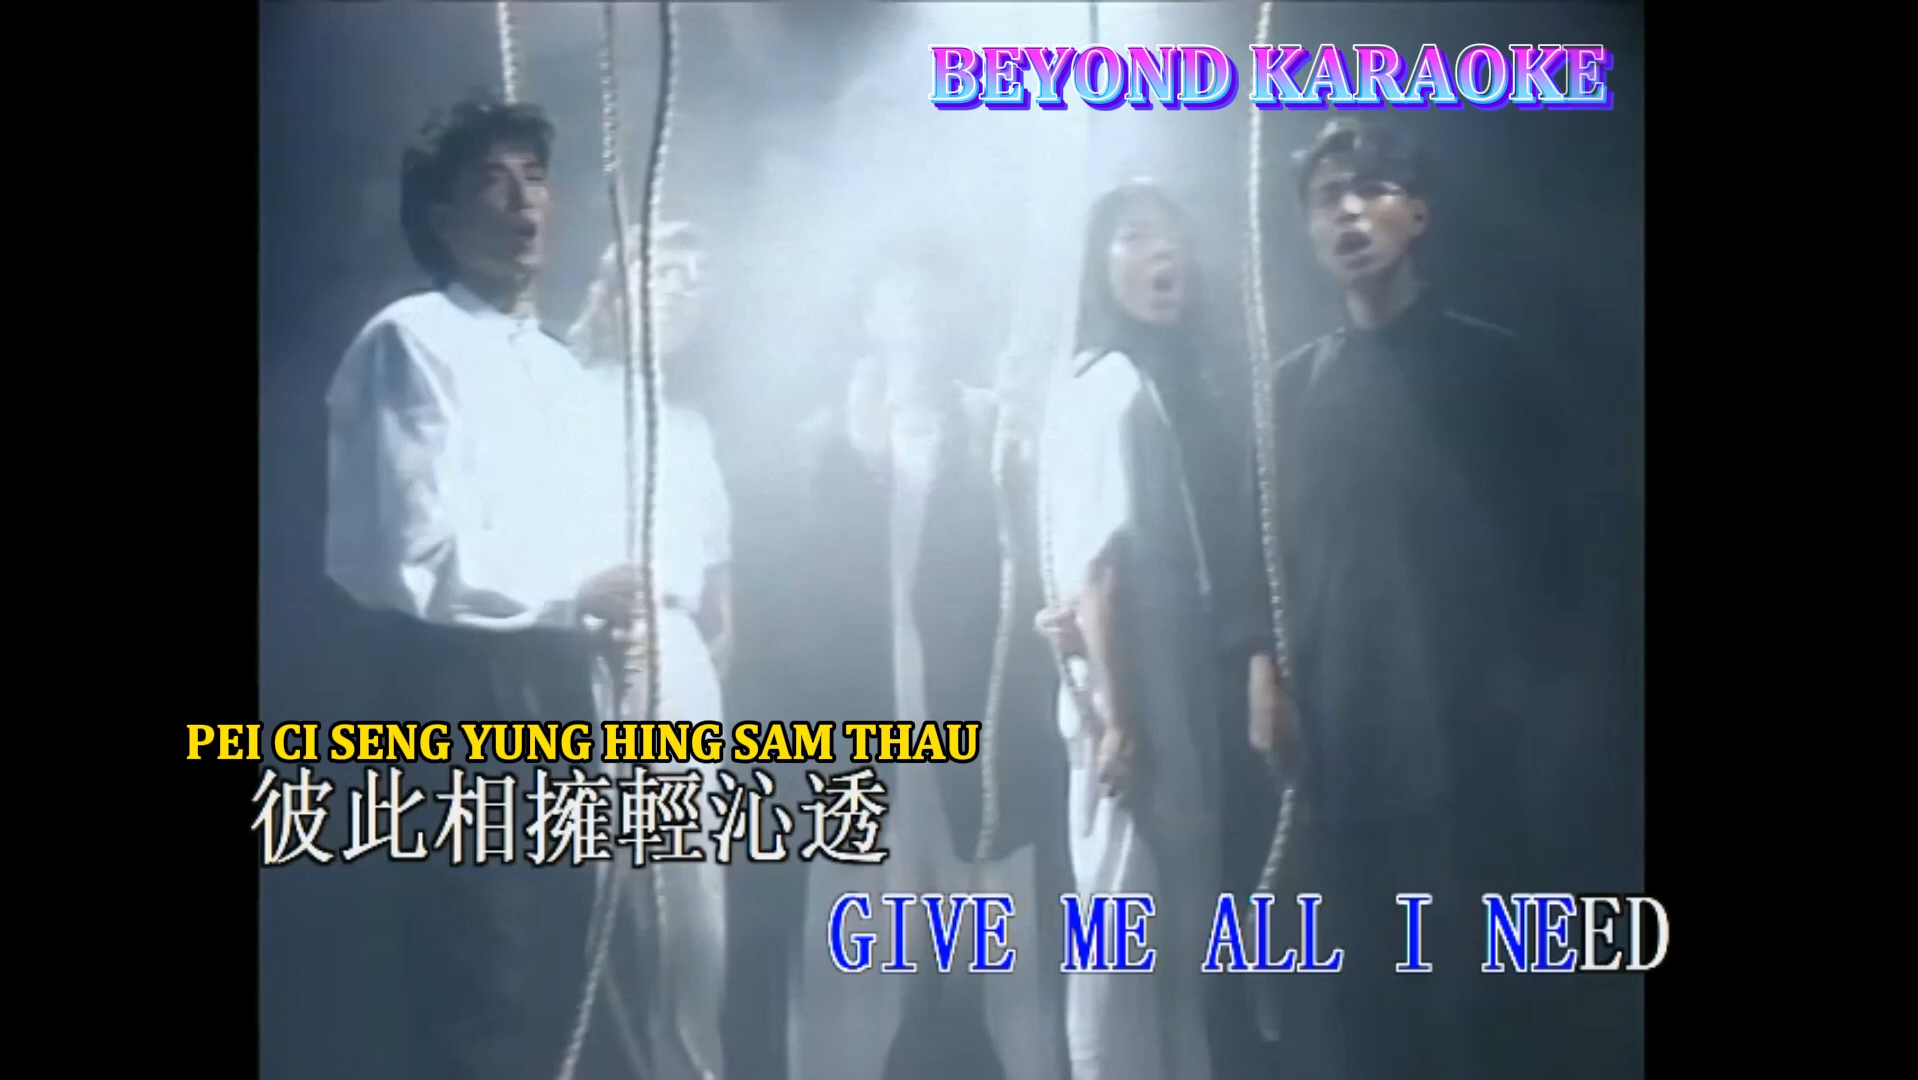 BEYOND KARAOKE
PEI CI SENG YUNG HING SAM THAU
彼此相擁輕沁透
GIVE ME ALL I NEED